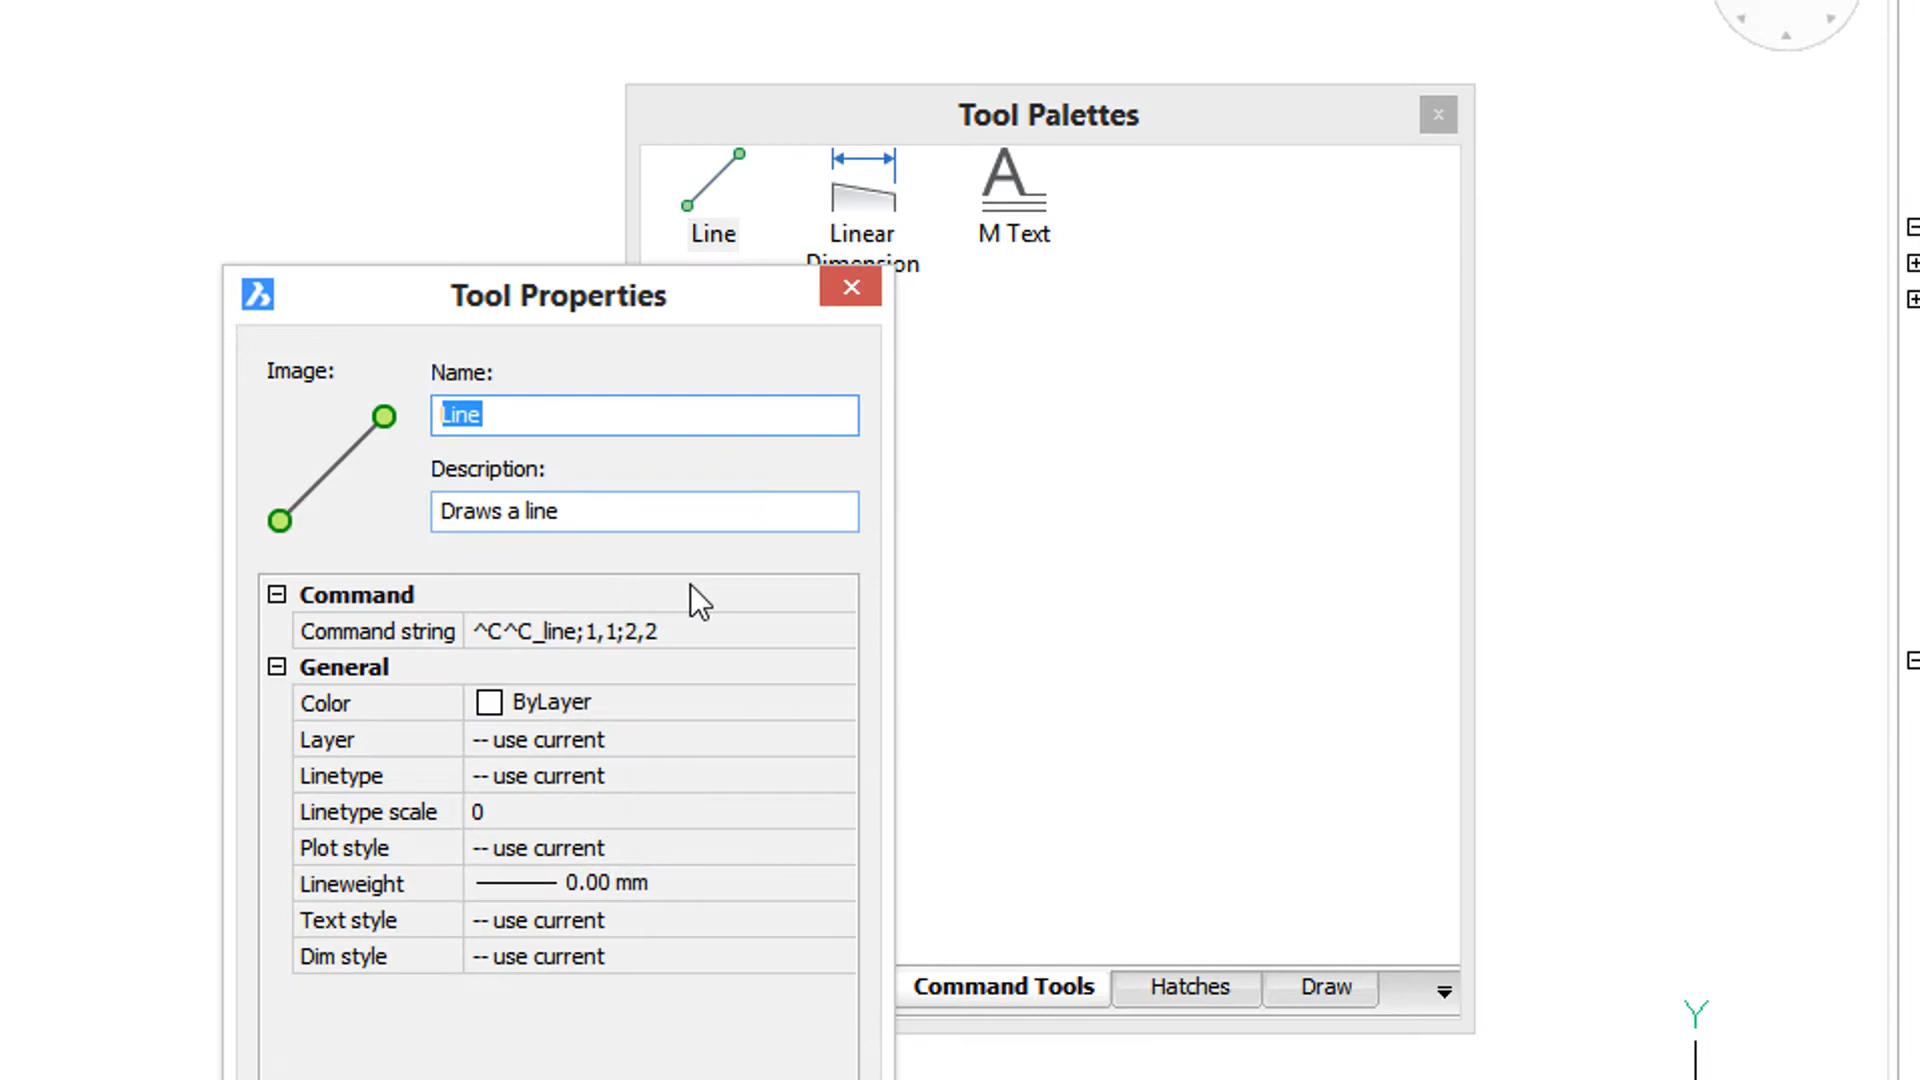 Tool Palettes
x
Line
Linear
Dimension
M Text
Tool Properties
Image:
Name:
Line
Description:
Draws a line
Command
Command string ^C^C_line;1,1;2,2
General
Color ByLayer
Layer -- use current
Linetype -- use current
Linetype scale 0
Plot style -- use current
Lineweight 0.00 mm
Text style -- use current
Dim style -- use current
Command Tools Hatches Draw
Y